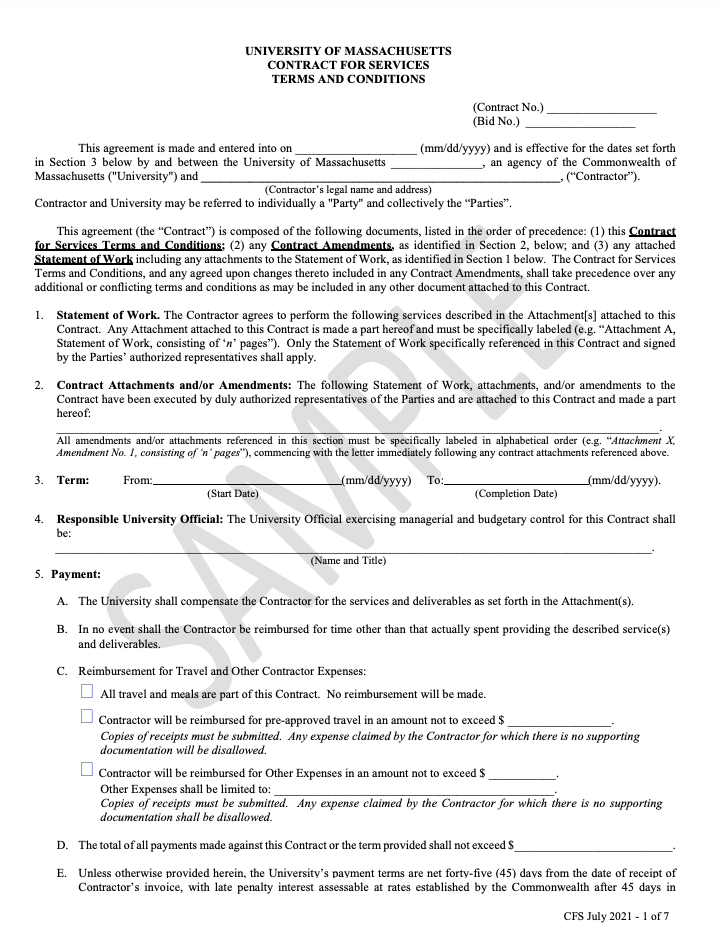 UNIVERSITY OF MASSACHUSETTS
CONTRACT FOR SERVICES
TERMS AND CONDITIONS
(Contract No.) ___________________
(Bid No.) ___________________
This agreement is made and entered into on ____________________ (mm/dd/yyyy) and is effective for the dates set forth
in Section 3 below by and between the University of Massachusetts _______________, an agency of the Commonwealth of
Massachusetts ("University") and ____________________________________________________________, (“Contractor”).
(Contractor’s legal name and address)
Contractor and University may be referred to individually a "Party" and collectively the “Parties”.
This agreement (the “Contract”) is composed of the following documents, listed in the order of precedence: (1) this Contract
for Services Terms and Conditions; (2) any Contract Amendments, as identified in Section 2, below; and (3) any attached
Statement of Work including any attachments to the Statement of Work, as identified in Section 1 below. The Contract for Services
Terms and Conditions, and any agreed upon changes thereto included in any Contract Amendments, shall take precedence over any
additional or conflicting terms and conditions as may be included in any other document attached to this Contract.
1. Statement of Work. The Contractor agrees to perform the following services described in the Attachment[s] attached to this
Contract. Any Attachment attached to this Contract is made a part hereof and must be specifically labeled (e.g. “Attachment A,
Statement of Work, consisting of ‘n’ pages”). Only the Statement of Work specifically referenced in this Contract and signed
by the Parties’ authorized representatives shall apply.
2. Contract Attachments and/or Amendments: The following Statement of Work, attachments, and/or amendments to the
Contract have been executed by duly authorized representatives of the Parties and are attached to this Contract and made a part
hereof:
____________________________________________________________________________________________________.
All amendments and/or attachments referenced in this section must be specifically labeled in alphabetical order (e.g. “Attachment X,
Amendment No. 1, consisting of ’n’ pages”), commencing with the letter immediately following any contract attachments referenced above.
3. Term: From:________________________(mm/dd/yyyy) To:________________________(mm/dd/yyyy).
(Start Date) (Completion Date)
4. Responsible University Official: The University Official exercising managerial and budgetary control for this Contract shall
be:
____________________________________________________________________________________________________.
(Name and Title)
5. Payment:
A. The University shall compensate the Contractor for the services and deliverables as set forth in the Attachment(s).
B. In no event shall the Contractor be reimbursed for time other than that actually spent providing the described service(s)
and deliverables.
C. Reimbursement for Travel and Other Contractor Expenses:
All travel and meals are part of this Contract. No reimbursement will be made.
Contractor will be reimbursed for pre-approved travel in an amount not to exceed $ __________________.
Copies of receipts must be submitted. Any expense claimed by the Contractor for which there is no supporting
documentation will be disallowed.
Contractor will be reimbursed for Other Expenses in an amount not to exceed $ ____________.
Other Expenses shall be limited to: ________________________________________________.
Copies of receipts must be submitted. Any expense claimed by the Contractor for which there is no supporting
documentation shall be disallowed.
D. The total of all payments made against this Contract or the term provided shall not exceed $___________________________.
E. Unless otherwise provided herein, the University’s payment terms are net forty-five (45) days from the date of receipt of
Contractor’s invoice, with late penalty interest assessable at rates established by the Commonwealth after 45 days in
CFS July 2021 - 1 of 7
SAMPLE